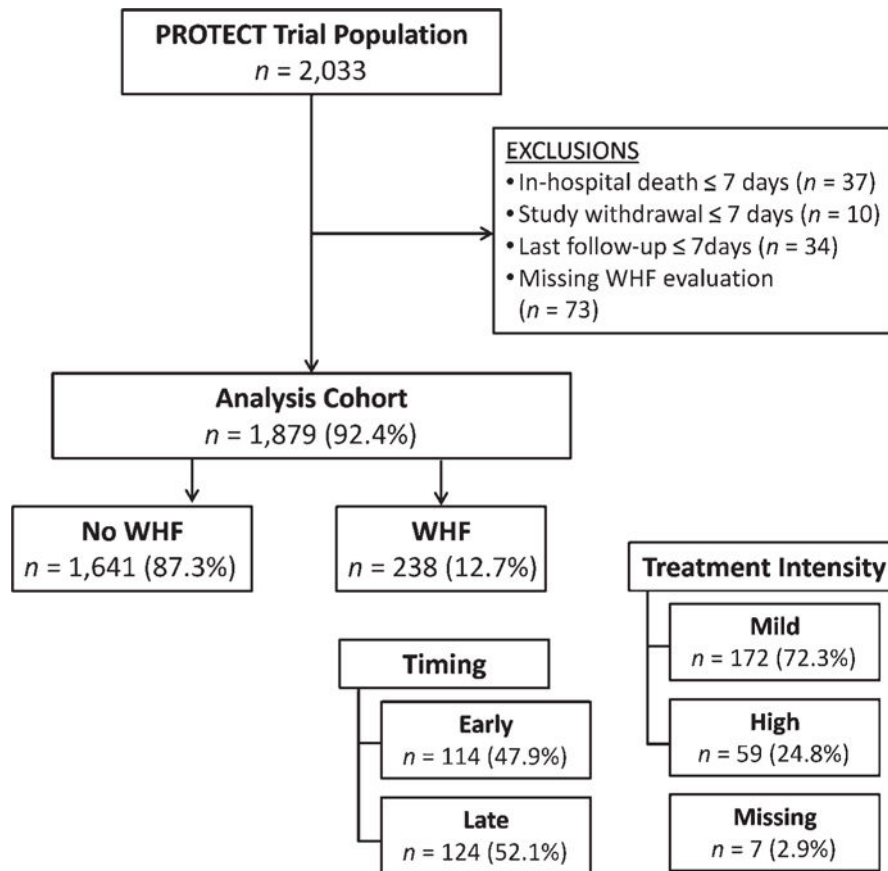 PROTECT Trial Population
n = 2,033
EXCLUSIONS
• In-hospital death ≤ 7 days (n = 37)
• Study withdrawal ≤ 7 days (n = 10)
• Last follow-up ≤ 7days (n = 34)
• Missing WHF evaluation
(n = 73)
Analysis Cohort
n = 1,879 (92.4%)
No WHF
n = 1,641 (87.3%)
WHF
n = 238 (12.7%)
Timing
Early
n = 114 (47.9%)
Late
n = 124 (52.1%)
Treatment Intensity
Mild
n = 172 (72.3%)
High
n = 59 (24.8%)
Missing
n = 7 (2.9%)